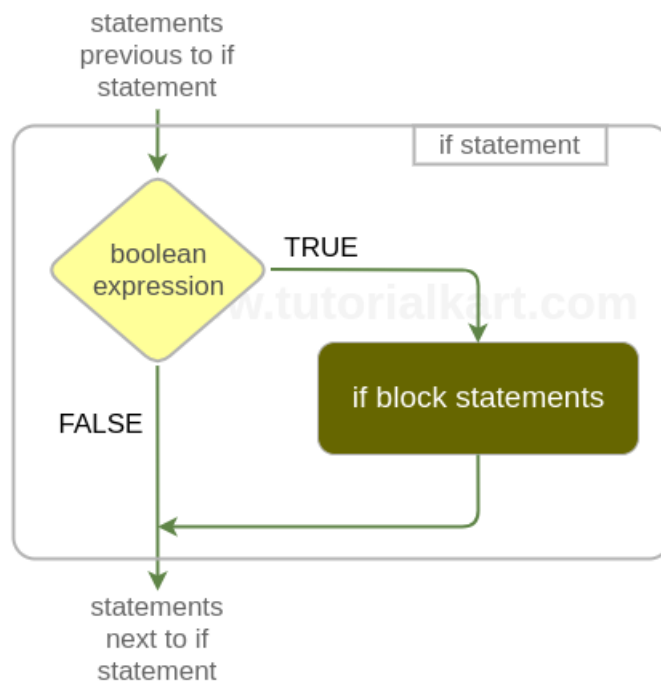 statements
previous to if
statement
if statement
boolean
expression
TRUE
w.tutorialkart.com
if block statements
FALSE
statements
next to if
statement